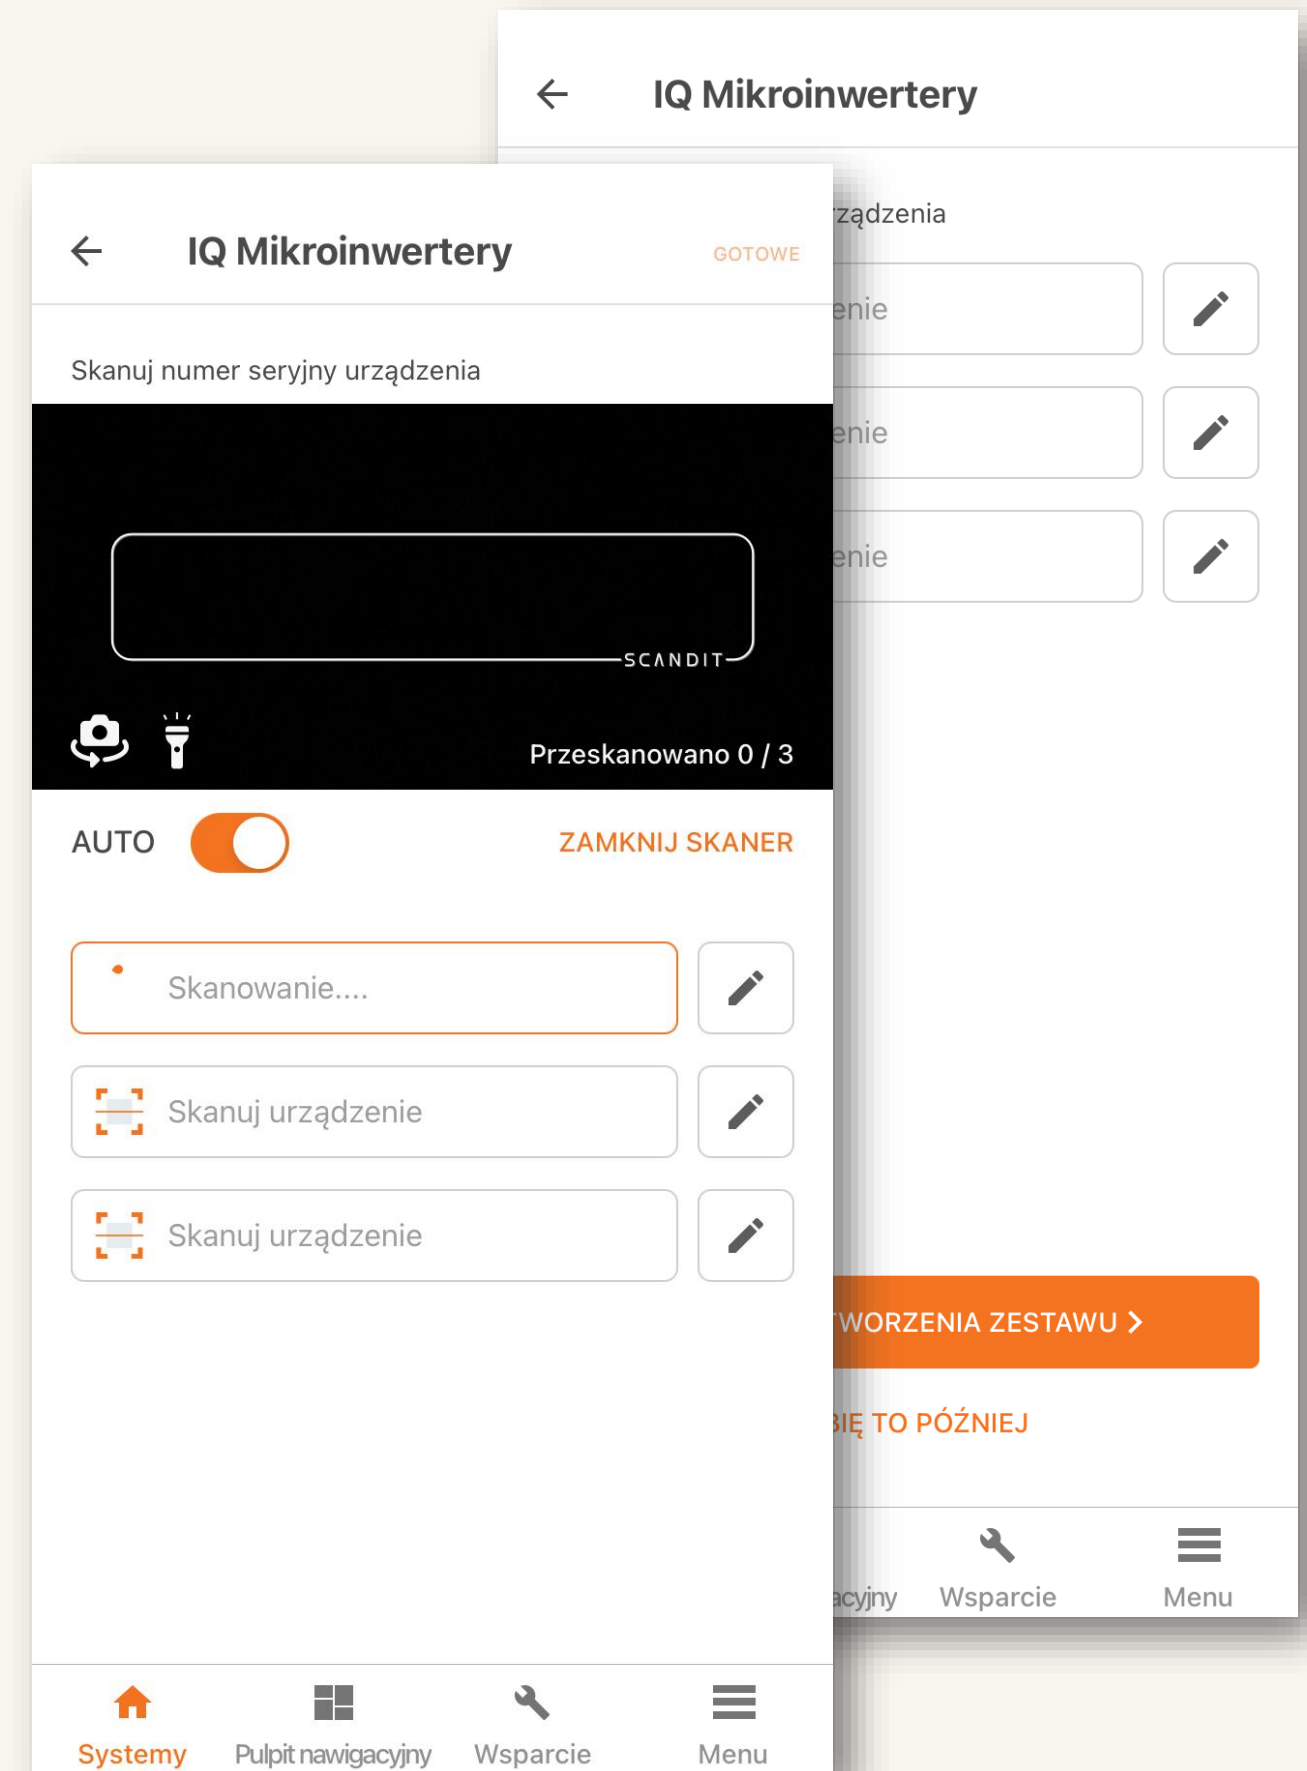 IQ Mikroinwertery
rządzenia
enie
enie
enie
TWORZENIA ZESTAWU
BIĘ TO PÓŹNIEJ
acyjny
Wsparcie
Menu
IQ Mikroinwertery
GOTOWE
Skanuj numer seryjny urządzenia
SCANDIT
Przeskanowano 0 / 3
AUTO
ZAMKNIJ SKANER
Skanowanie....
Skanuj urządzenie
Skanuj urządzenie
Systemy
Pulpit nawigacyjny
Wsparcie
Menu